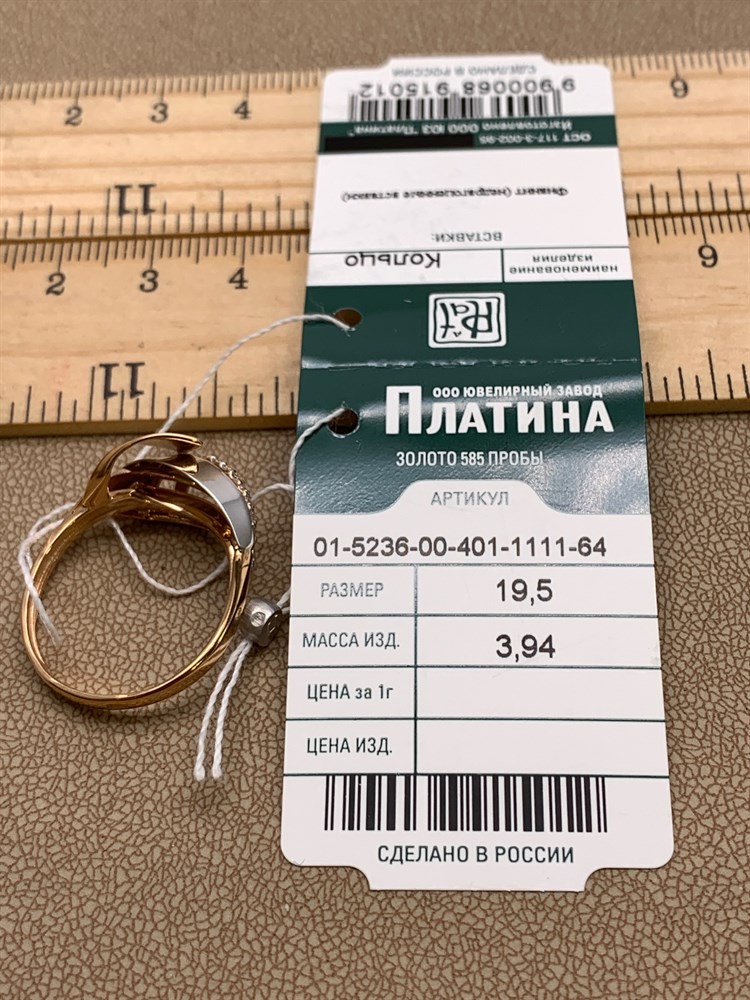 2 3 4 9
11
2 3 4 9
11
СДЕЛАНО В РОССИИ
9 900068 915012
ОСТ 117-3-002-95
Изготовлено ООО ЮЗ "Платина"
Фианит (недрагоценные вставки)
ВСТАВКИ:
наименование изделия
Кольцо
Plat
ООО ЮВЕЛИРНЫЙ ЗАВОД
ПЛАТИНА
ЗОЛОТО 585 ПРОБЫ
АРТИКУЛ
01-5236-00-401-1111-64
РАЗМЕР 19,5
МАССА ИЗД. 3,94
ЦЕНА за 1г
ЦЕНА ИЗД.
СДЕЛАНО В РОССИИ